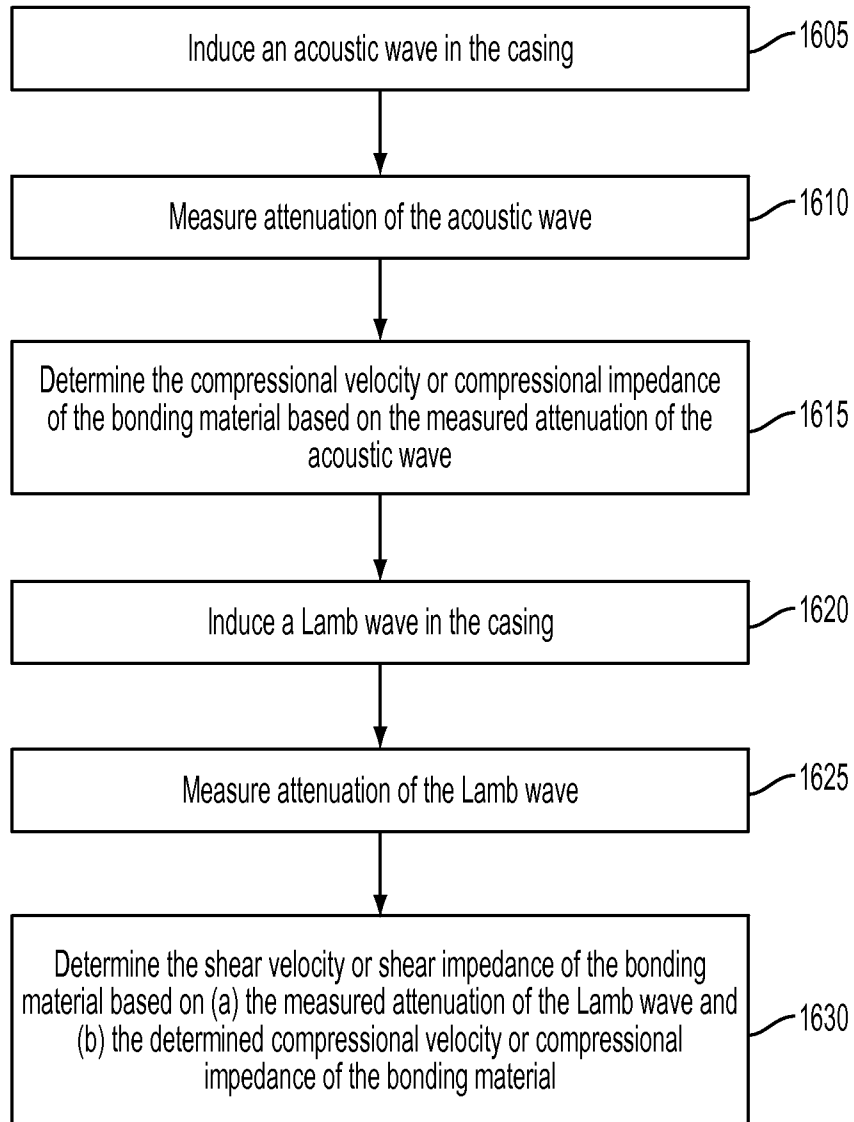 Induce an acoustic wave in the casing
1605
Measure attenuation of the acoustic wave
1610
Determine the compressional velocity or compressional impedance
of the bonding material based on the measured attenuation of the
acoustic wave
1615
Induce a Lamb wave in the casing
1620
Measure attenuation of the Lamb wave
1625
Determine the shear velocity or shear impedance of the bonding
material based on (a) the measured attenuation of the Lamb wave and
(b) the determined compressional velocity or compressional
impedance of the bonding material
1630